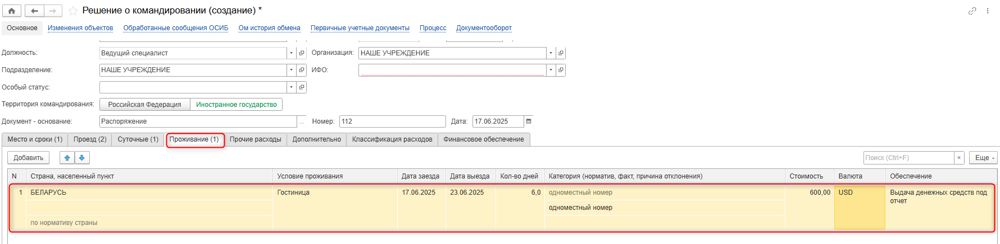 Решение о командировании (создание) *
Основное Изменения объектов Обработанные сообщения ОСИБ Ом история обмена Первичные учетные документы Процесс Документооборот
Должность: Ведущий специалист Организация: НАШЕ УЧРЕЖДЕНИЕ
Подразделение: НАШЕ УЧРЕЖДЕНИЕ ИФО:
Особый статус:
Территория командирования: Российская Федерация Иностранное государство
Документ - основание: Распоряжение ... Номер: 112 Дата: 17.06.2025
Место и сроки (1) Проезд (2) Суточные (1) Проживание (1) Прочие расходы Дополнительно Классификация расходов Финансовое обеспечение
Добавить Поиск (Ctrl+F) × Еще
N Страна, населенный пункт Условие проживания Дата заезда Дата выезда Кол-во дней Категория (норматив, факт, причина отклонения) Стоимость Валюта Обеспечение
1 БЕЛАРУСЬ Гостиница 17.06.2025 23.06.2025 6,0 одноместный номер 600,00 USD Выдача денежных средств под
отчет
одноместный номер
по нормативу страны